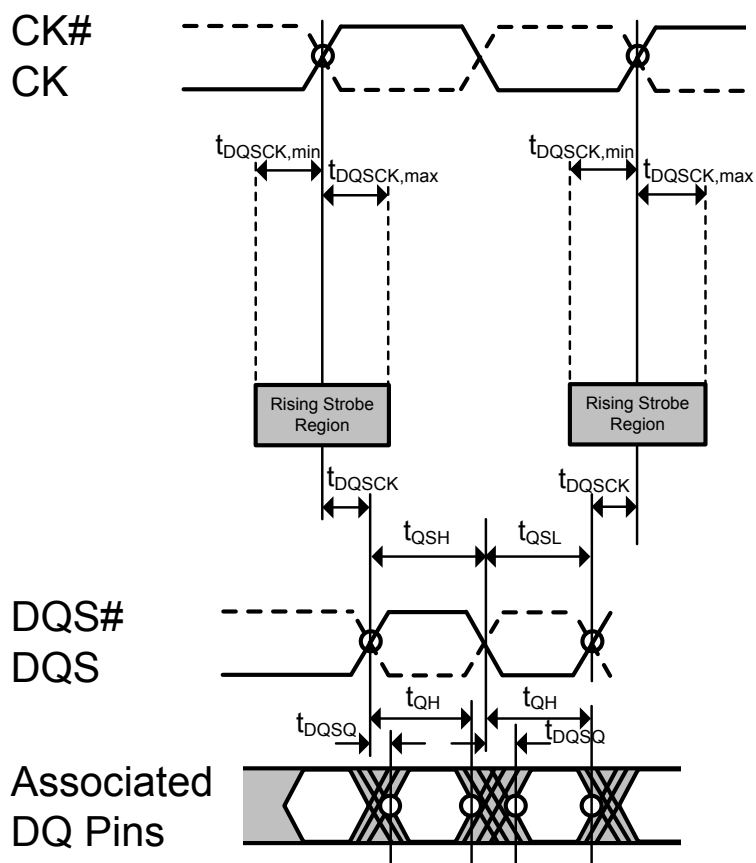 CK#
CK
tDQSCK,min
tDQSCK,max
tDQSCK,min
tDQSCK,max
Rising Strobe
Region
Rising Strobe
Region
tDQSCK
tDQSCK
tQSH
tQSL
DQS#
DQS
tQH
tQH
tDQSQ
tDQSQ
Associated
DQ Pins